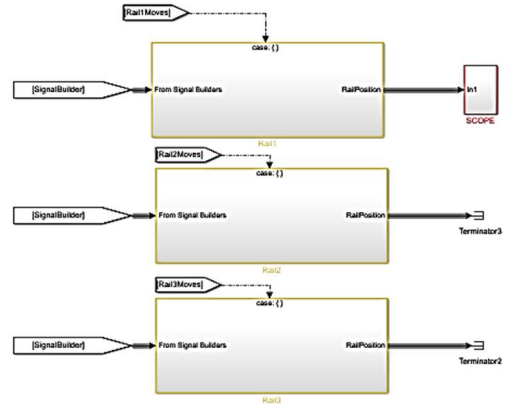 [Rail1Moves]
case: { }
[SignalBuilder]
From Signal Builders
RailPosition
In1
SCOPE
Rail1
[Rail2Moves]
case: { }
[SignalBuilder]
From Signal Builders
RailPosition
Terminator3
Rail2
[Rail3Moves]
case: { }
[SignalBuilder]
From Signal Builders
RailPosition
Terminator2
Rail3